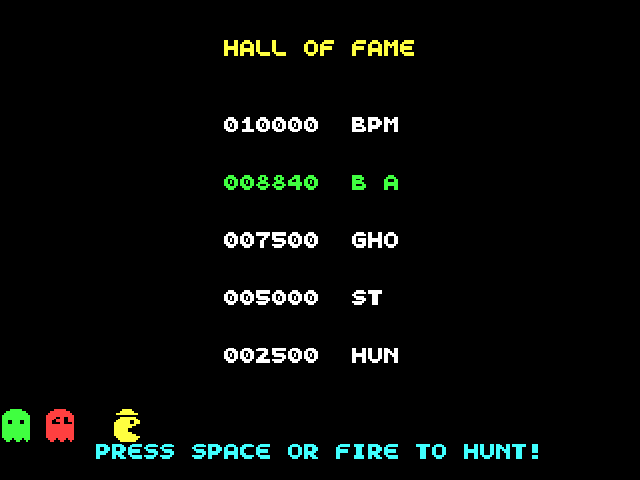 HALL OF FAME
010000 BPM
008840 B A
007500 GHO
005000 ST
002500 HUN
PRESS SPACE OR FIRE TO HUNT!